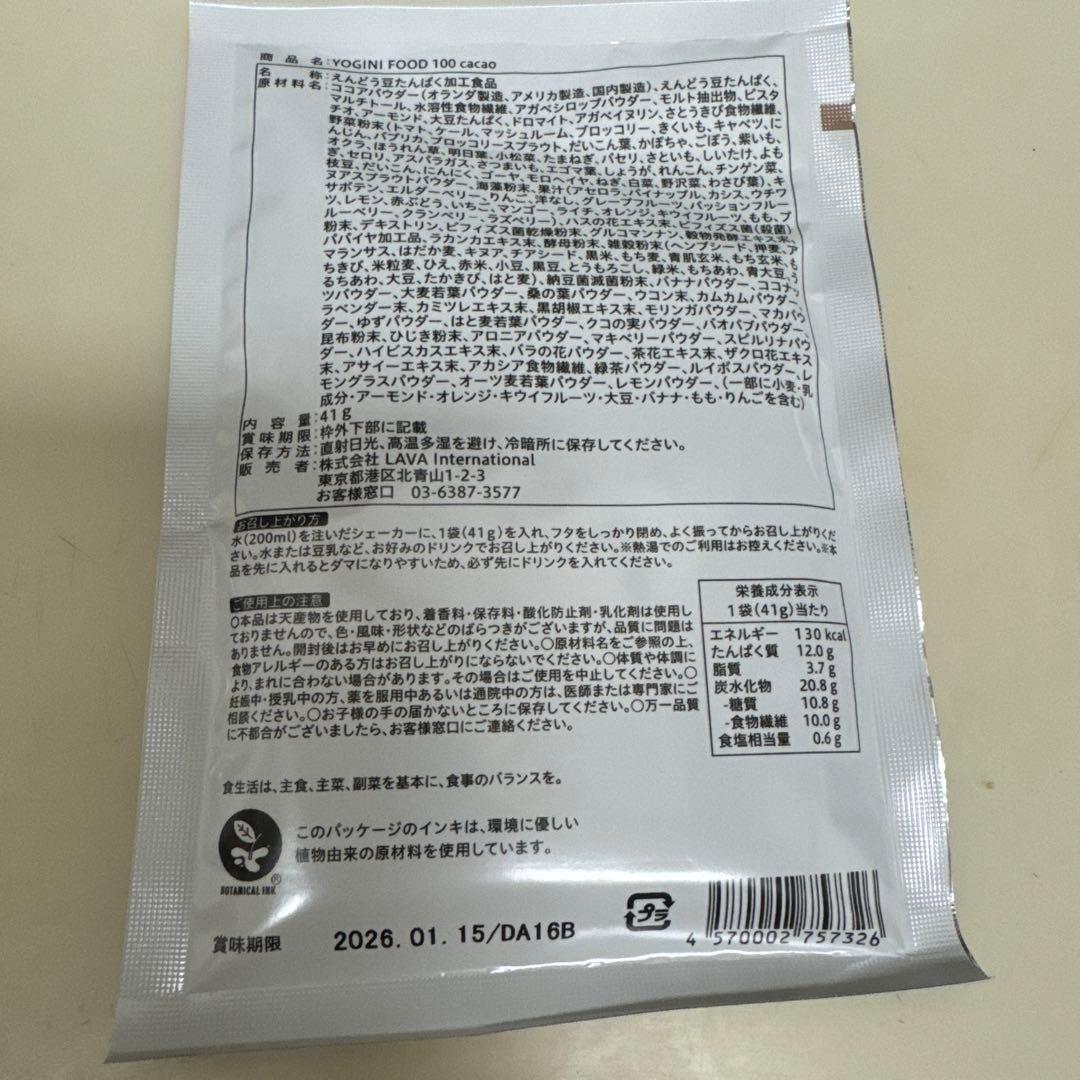 商品名:YOGINI FOOD 100 cacao
名称:えんどう豆たんぱく加工食品
原材料名:ココアパウダー(オランダ製造、アメリカ製造、国内製造)、えんどう豆たんぱく、
マルチトール、水溶性食物繊維、アガベシロップパウダー、モルト抽出物、ピスタ
チオ、アーモンド、大豆たんぱく、ドロマイト、アガベイヌリン、さとうきび食物繊維、
野菜粉末(トマト、ケール、マッシュルーム、ブロッコリー、きくいも、キャベツ、に
んじん、パプリカ、ブロッコリースプラウト、だいこん葉、かぼちゃ、ごぼう、紫いも、
オクラ、ほうれん草、明日葉、小松菜、たまねぎ、パセリ、さといも、しいたけ、よも
ぎ、セロリ、アスパラガス、さつまいも、エゴマ葉、しょうが、れんこん、チンゲン菜、
枝豆、だいこん、にんにく、ゴーヤ、モロヘイヤ、ねぎ、白菜、野沢菜、わさび葉)、キ
ヌアスプラウトパウダー、海藻粉末、果汁(アセロラ、パイナップル、カシス、ウチワ
サボテン、エルダーベリー、りんご、洋なし、グレープフルーツ、パッションフルー
ツ、レモン、赤ぶどう、いちご、マンゴー、ライチ、オレンジ、キウイフルーツ、もも、ブ
ルーベリー、クランベリー、ラズベリー)、ハスの花エキス末、ビフィズス菌(殺菌)
粉末、デキストリン、ビフィズス菌乾燥粉末、グルコマンナン、穀物発酵エキス末、
パパイヤ加工品、ラカンカエキス末、酵母粉末、雑穀粉末(ヘンプシード、押麦、ア
マランサス、はだか麦、キヌア、チアシード、黒米、もち麦、青肌玄米、もち玄米、も
ちきび、米粒麦、ひえ、赤米、小豆、黒豆、とうもろこし、緑米、もちあわ、青大豆、う
るちあわ、大豆、たかきび、はと麦)、納豆菌滅菌粉末、バナナパウダー、ココナッ
ツパウダー、大麦若葉パウダー、桑の葉パウダー、ウコン末、カムカムパウダー、
ラベンダー末、カミツレエキス末、黒胡椒エキス末、モリンガパウダー、マカパウ
ダー、ゆずパウダー、はと麦若葉パウダー、クコの実パウダー、バオバブパウダー、
昆布粉末、ひじき粉末、アロニアパウダー、マキベリーパウダー、スピルリナパウ
ダー、ハイビスカスエキス末、バラの花パウダー、茶花エキス末、ザクロ花エキス
末、アサイーエキス末、アカシア食物繊維、緑茶パウダー、ルイボスパウダー、レ
モングラスパウダー、オーツ麦若葉パウダー、レモンパウダー、(一部に小麦・乳
成分・アーモンド・オレンジ・キウイフルーツ・大豆・バナナ・もも・りんごを含む)
内容量:41g
賞味期限:枠外下部に記載
保存方法:直射日光、高温多湿を避け、冷暗所に保存してください。
販売者:株式会社 LAVA International
東京都港区北青山1-2-3
お客様窓口 03-6387-3577
お召し上がり方
水(200ml)を注いだシェーカーに、1袋(41g)を入れ、フタをしっかり閉め、よく振ってからお召し上がりくだ
さい。水または豆乳など、お好みのドリンクでお召し上がりください。※熱湯でのご利用はお控えください。※本
品を先に入れるとダマになりやすいため、必ず先にドリンクを入れてください。
ご使用上の注意
○本品は天産物を使用しており、着香料・保存料・酸化防止剤・乳化剤は使用し
ておりませんので、色・風味・形状などのばらつきがございますが、品質に問題は
ありません。開封後はお早めにお召し上がりください。○原材料名をご参照の上、
食物アレルギーのある方はお召し上がりにならないでください。○体質や体調に
より、まれに合わない場合があります。その場合はご使用を中止してください。○
妊娠中・授乳中の方、薬を服用中あるいは通院中の方は、医師または専門家にご
相談ください。○お子様の手の届かないところに保存してください。○万一品質
に不都合がございましたら、お客様窓口にご連絡ください。
栄養成分表示
1袋(41g)当たり
エネルギー 130 kcal
たんぱく質 12.0 g
脂質 3.7 g
炭水化物 20.8 g
-糖質 10.8 g
-食物繊維 10.0 g
食塩相当量 0.6 g
食生活は、主食、主菜、副菜を基本に、食事のバランスを。
このパッケージのインキは、環境に優しい
植物由来の原材料を使用しています。
BOTANICAL INK®
プラ
賞味期限 2026.01.15/DA16B
4 570002 757326